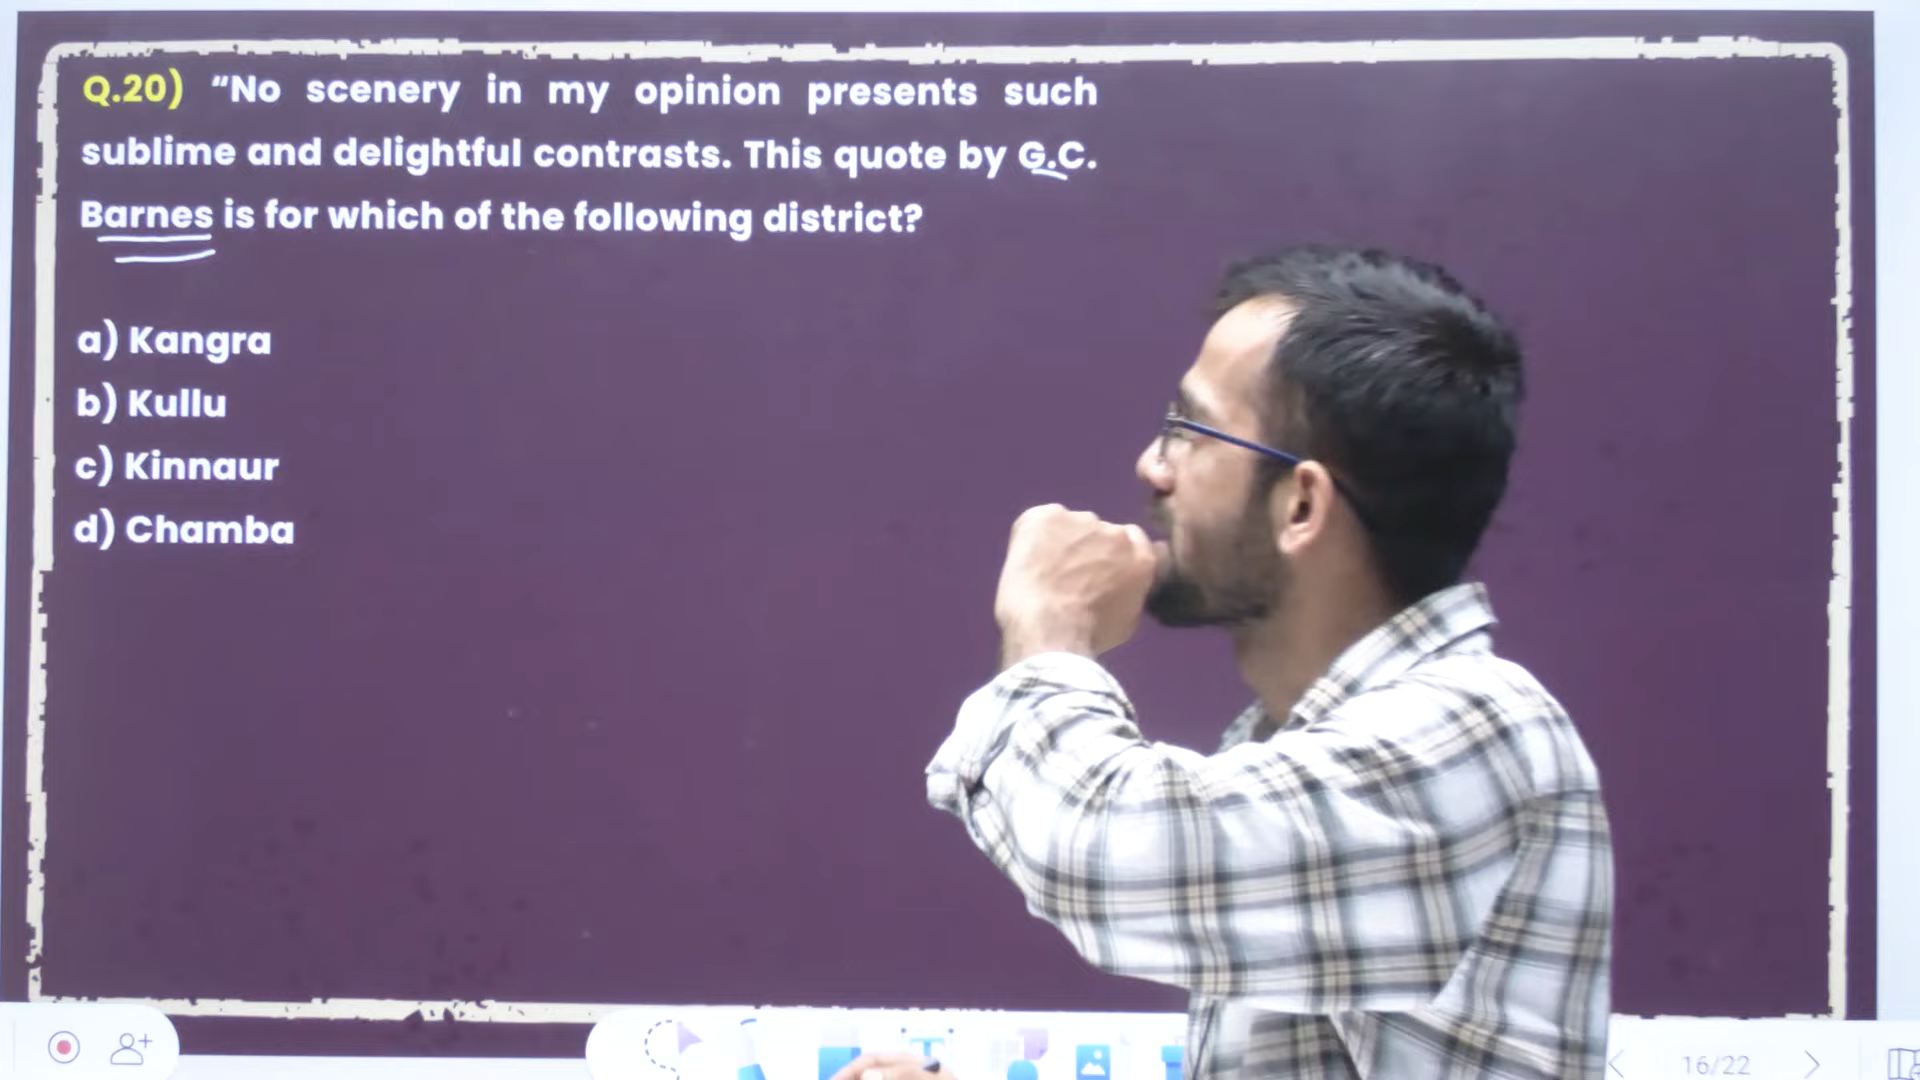 Q.20) “No scenery in my opinion presents such
sublime and delightful contrasts. This quote by G.C.
Barnes is for which of the following district?
a) Kangra
b) Kullu
c) Kinnaur
d) Chamba
16/22